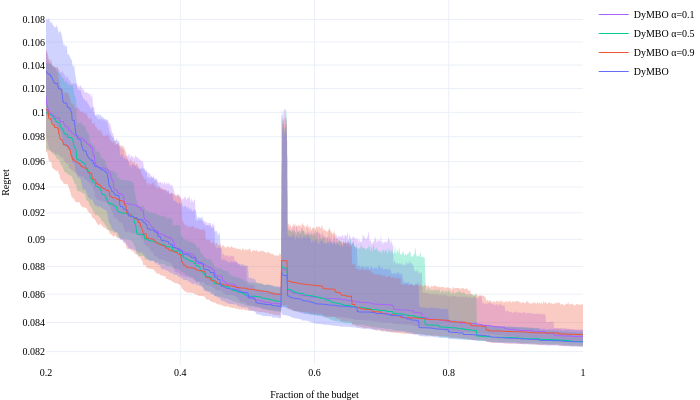 0.108
0.106
0.104
0.102
0.1
0.098
0.096
0.094
0.092
0.09
0.088
0.086
0.084
0.082
Regret
0.2 0.4 0.6 0.8 1
Fraction of the budget
DyMBO α=0.1
DyMBO α=0.5
DyMBO α=0.9
DyMBO